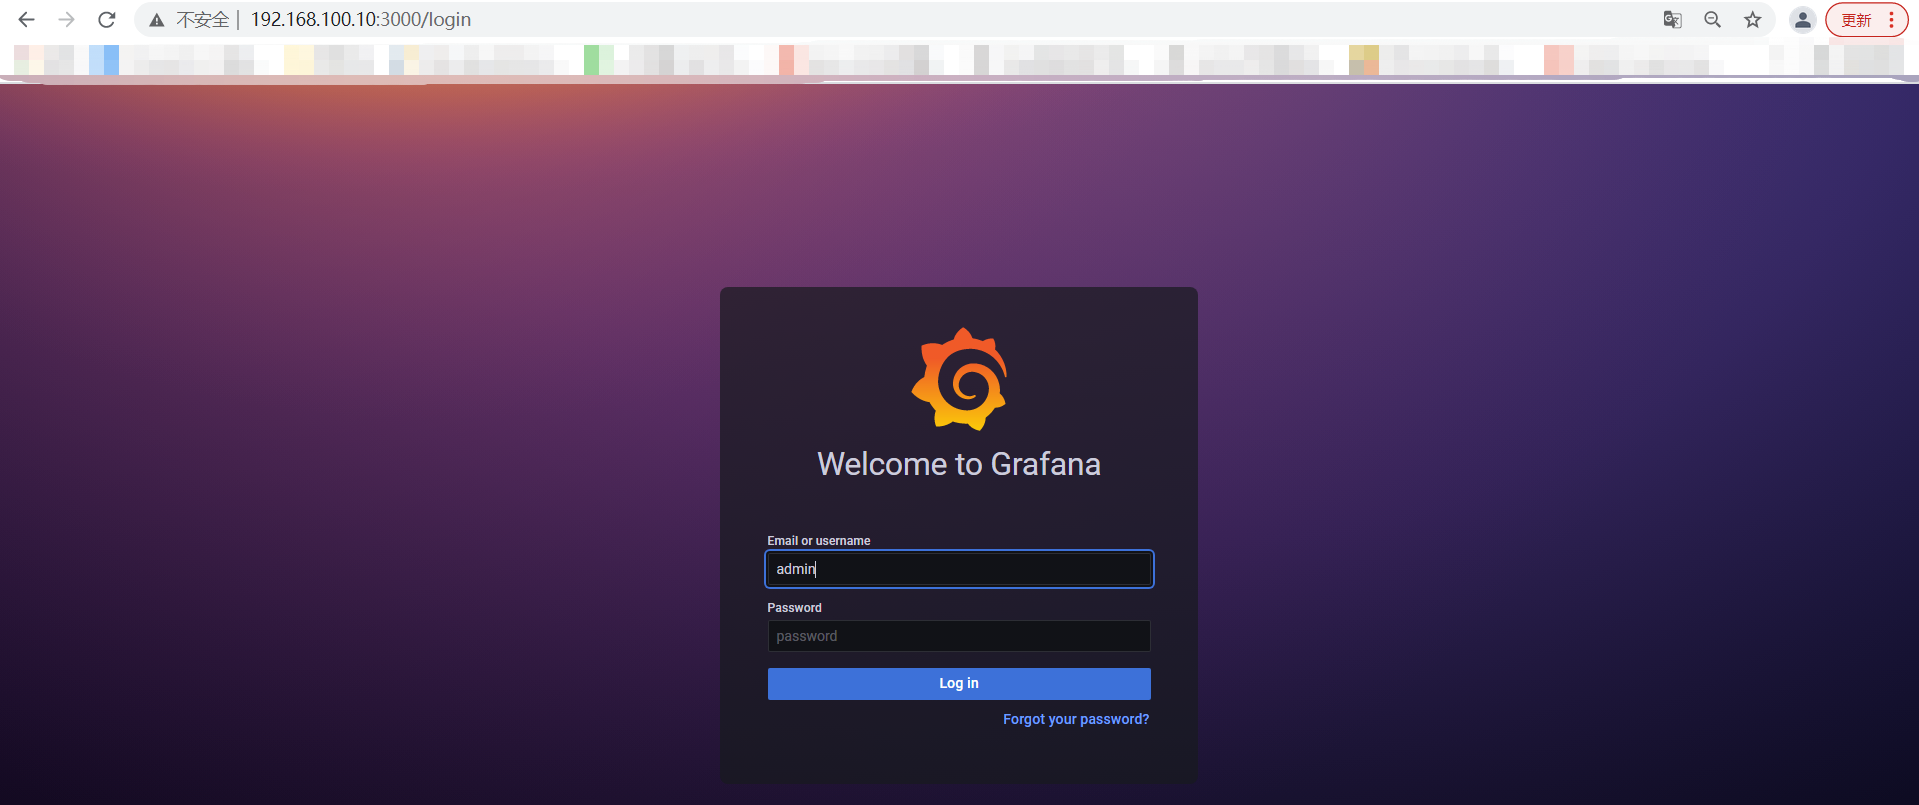 不安全 | 192.168.100.10:3000/login
更新
Welcome to Grafana
Email or username
admin
Password
password
Log in
Forgot your password?